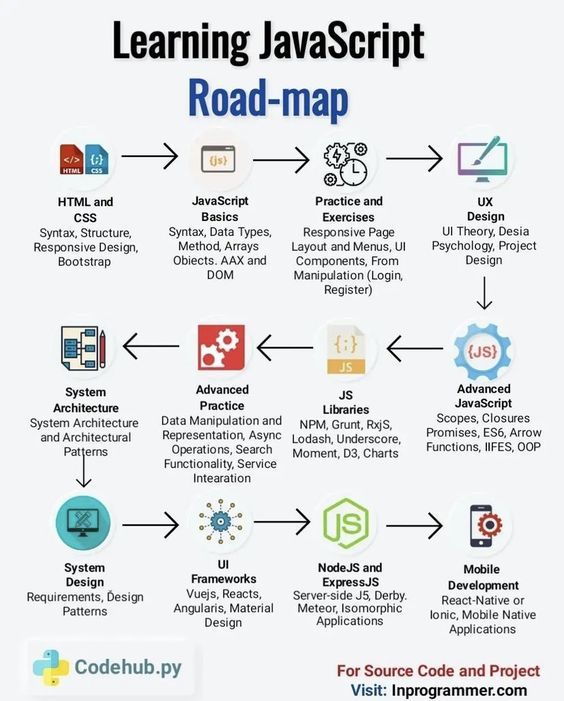 Learning JavaScript
Road-map
</>
HTML
{;}
CSS
HTML and
CSS
Syntax, Structure,
Responsive Design,
Bootstrap
{js}
JavaScript
Basics
Syntax, Data Types,
Method, Arrays
Objects. AAX and
DOM
Practice and
Exercises
Responsive Page
Layout and Menus, UI
Components, From
Manipulation (Login,
Register)
UX
Design
UI Theory, Desia
Psychology, Project
Design
{JS}
Advanced
JavaScript
Scopes, Closures
Promises, ES6, Arrow
Functions, IIFES, OOP
{;}
JS
JS
Libraries
NPM, Grunt, RxjS,
Lodash, Underscore,
Moment, D3, Charts
Advanced
Practice
Data Manipulation and
Representation, Async
Operations, Search
Functionality, Service
Intearation
System
Architecture
System Architecture
and Architectural
Patterns
System
Design
Requirements, Ďesign
Patterns
UI
Frameworks
Vuejs, Reacts,
Angularis, Material
Design
JS
NodeJS and
ExpressJS
Server-side J5, Derby.
Meteor, Isomorphic
Applications
Mobile
Development
React-Native or
Ionic, Mobile Native
Applications
Codehub.py
For Source Code and Project
Visit: Inprogrammer.com